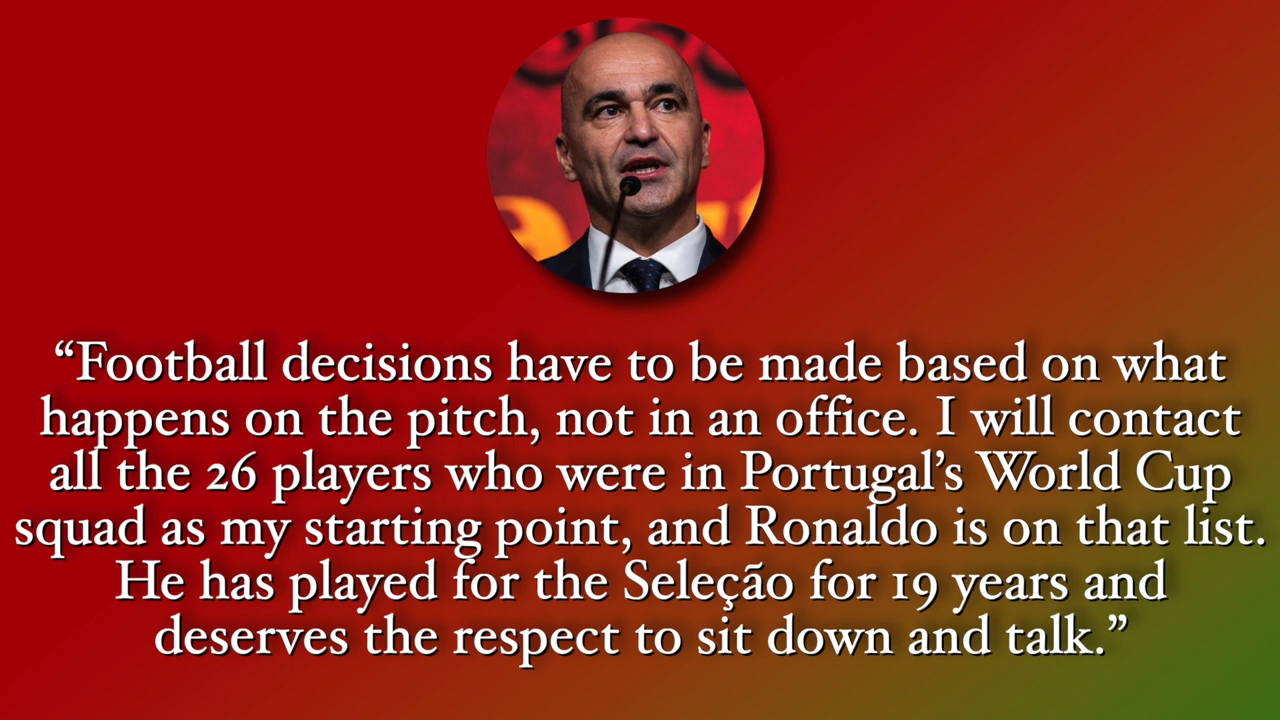 “Football decisions have to be made based on what
happens on the pitch, not in an office. I will contact
all the 26 players who were in Portugal’s World Cup
squad as my starting point, and Ronaldo is on that list.
He has played for the Seleção for 19 years and
deserves the respect to sit down and talk.”